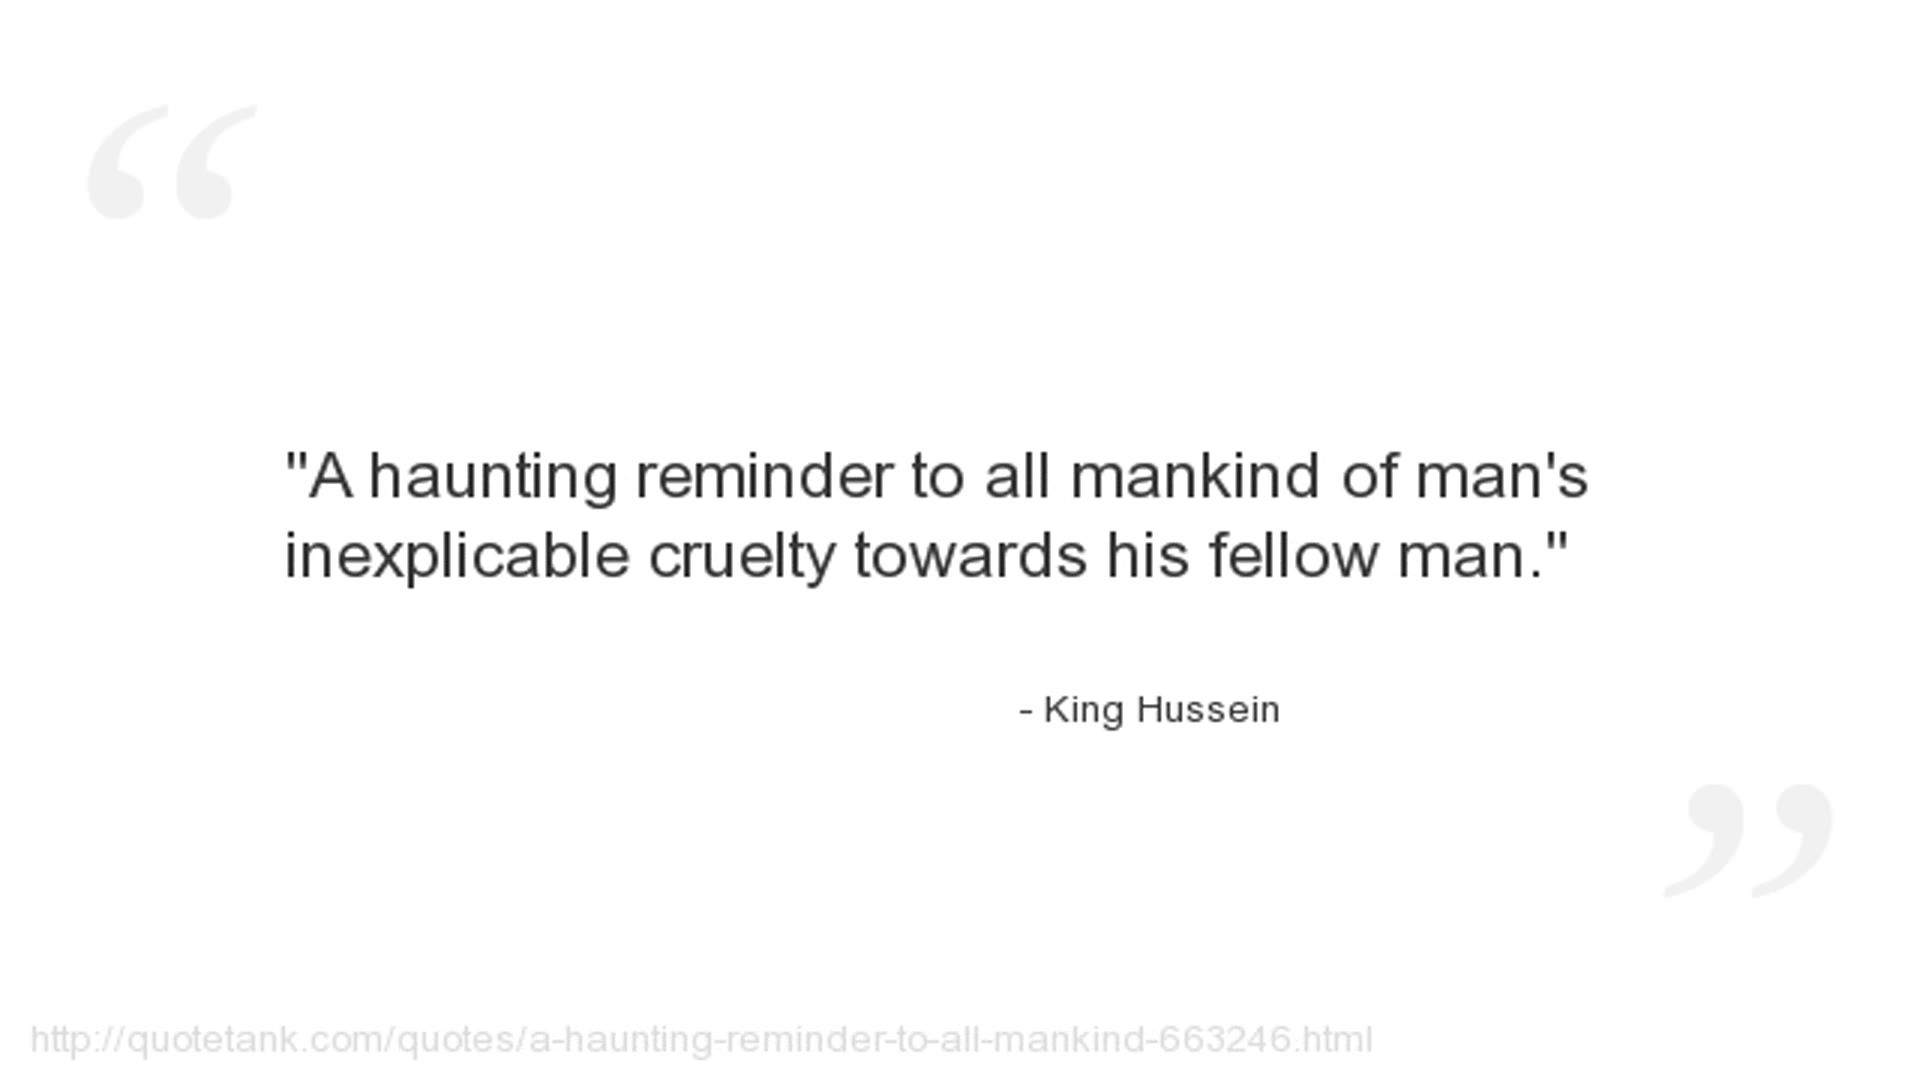 "A haunting reminder to all mankind of man's
inexplicable cruelty towards his fellow man."
- King Hussein
http://quotetank.com/quotes/a-haunting-reminder-to-all-mankind-663246.html